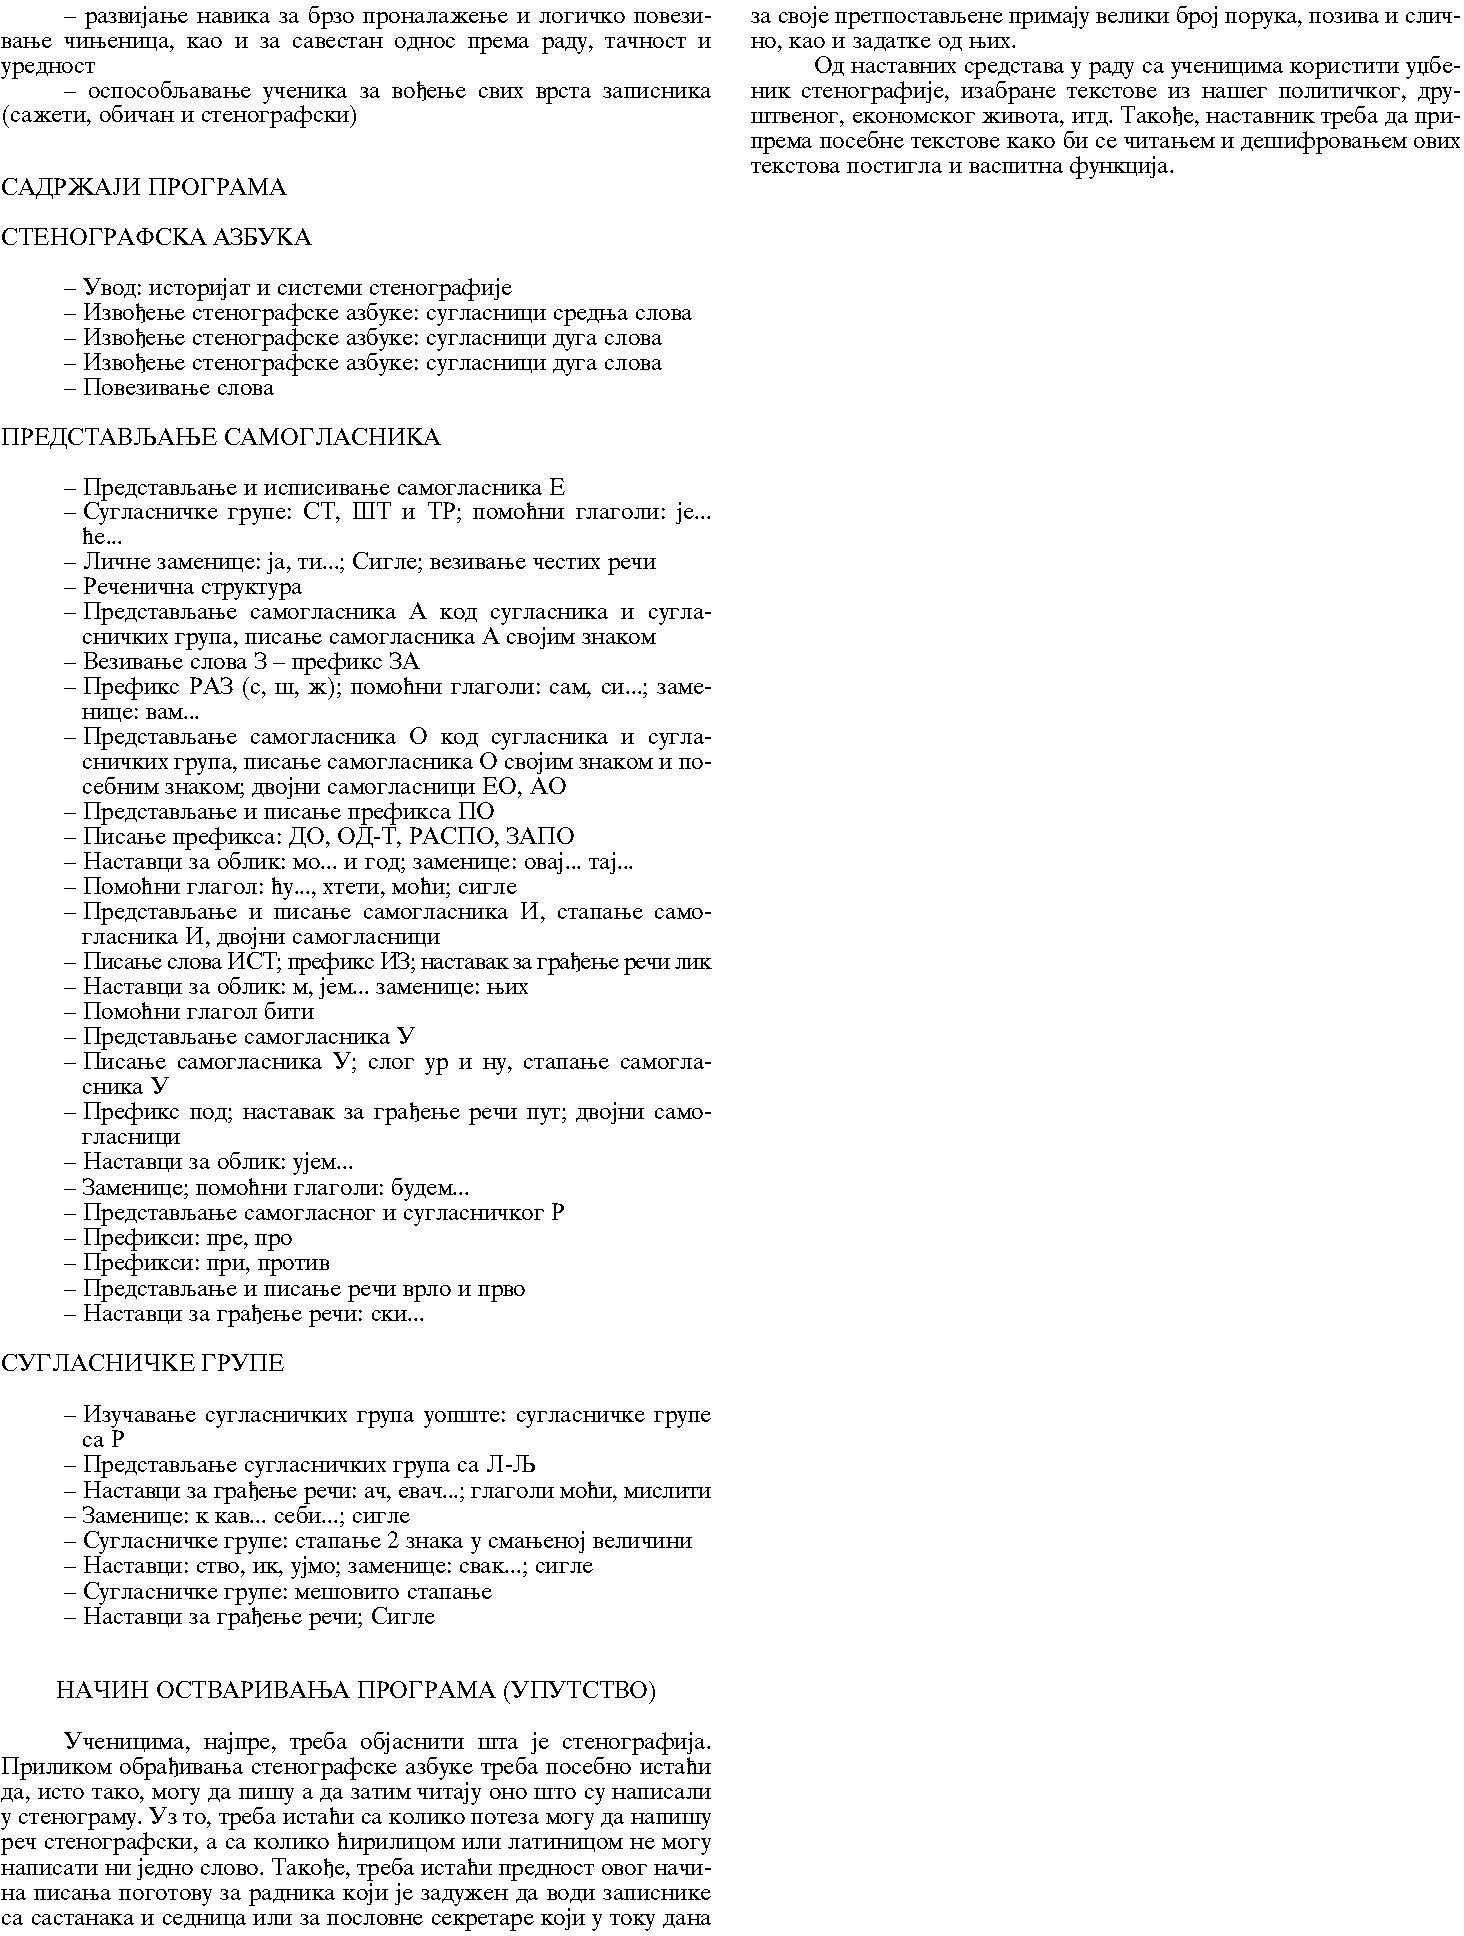 – развијање навика за брзо проналажење и логичко повези-
вање чињеница, као и за савестан однос према раду, тачност и
уредност
– оспособљавање ученика за вођење свих врста записника
(сажети, обичан и стенографски)
САДРЖАЈИ ПРОГРАМА
СТЕНОГРАФСКА АЗБУКА
– Увод: историјат и системи стенографије
– Извођење стенографске азбуке: сугласници средња слова
– Извођење стенографске азбуке: сугласници дуга слова
– Извођење стенографске азбуке: сугласници дуга слова
– Повезивање слова
ПРЕДСТАВЉАЊЕ САМОГЛАСНИКА
– Представљање и исписивање самогласника Е
– Сугласничке групе: СТ, ШТ и ТР; помоћни глаголи: је...
ће...
– Личне заменице: ја, ти...; Сигле; везивање честих речи
– Реченична структура
– Представљање самогласника А код сугласника и сугла-
сничких група, писање самогласника А својим знаком
– Везивање слова З – префикс ЗА
– Префикс РАЗ (с, ш, ж); помоћни глаголи: сам, си...; заме-
нице: вам...
– Представљање самогласника О код сугласника и сугла-
сничких група, писање самогласника О својим знаком и по-
себним знаком; двојни самогласници ЕО, АО
– Представљање и писање префикса ПО
– Писање префикса: ДО, ОД-Т, РАСПО, ЗАПО
– Наставци за облик: мо... и год; заменице: овај... тај...
– Помоћни глагол: ћу..., хтети, моћи; сигле
– Представљање и писање самогласника И, стапање само-
гласника И, двојни самогласници
– Писање слова ИСТ; префикс ИЗ; наставак за грађење речи лик
– Наставци за облик: м, јем... заменице: њих
– Помоћни глагол бити
– Представљање самогласника У
– Писање самогласника У; слог ур и ну, стапање самогла-
сника У
– Префикс под; наставак за грађење речи пут; двојни само-
гласници
– Наставци за облик: ујем...
– Заменице; помоћни глаголи: будем...
– Представљање самогласног и сугласничког Р
– Префикси: пре, про
– Префикси: при, против
– Представљање и писање речи врло и прво
– Наставци за грађење речи: ски...
СУГЛАСНИЧКЕ ГРУПЕ
– Изучавање сугласничких група уопште: сугласничке групе
са Р
– Представљање сугласничких група са Л-Љ
– Наставци за грађење речи: ач, евач...; глаголи моћи, мислити
– Заменице: к кав... себи...; сигле
– Сугласничке групе: стапање 2 знака у смањеној величини
– Наставци: ство, ик, ујмо; заменице: свак...; сигле
– Сугласничке групе: мешовито стапање
– Наставци за грађење речи; Сигле
НАЧИН ОСТВАРИВАЊА ПРОГРАМА (УПУТСТВО)
Ученицима, најпре, треба објаснити шта је стенографија.
Приликом обрађивања стенографске азбуке треба посебно истаћи
да, исто тако, могу да пишу а да затим читају оно што су написали
у стенограму. Уз то, треба истаћи са колико потеза могу да напишу
реч стенографски, а са колико ћирилицом или латиницом не могу
написати ни једно слово. Такође, треба истаћи предност овог начи-
на писања поготову за радника који је задужен да води записнике
са састанака и седница или за пословне секретаре који у току дана
за своје претпостављене примају велики број порука, позива и слич-
но, као и задатке од њих.
Од наставних средстава у раду са ученицима користити уџбе-
ник стенографије, изабране текстове из нашег политичког, дру-
штвеног, економског живота, итд. Такође, наставник треба да при-
према посебне текстове како би се читањем и дешифровањем ових
текстова постигла и васпитна функција.